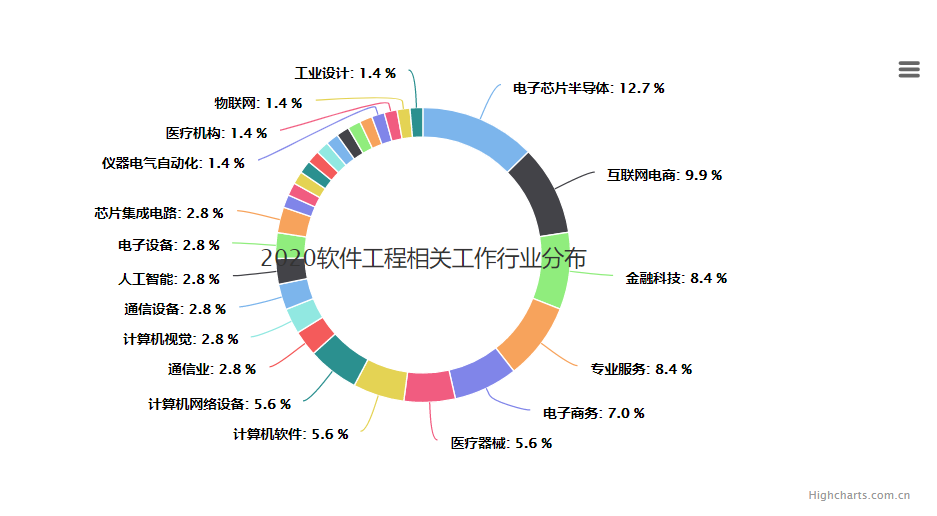 工业设计: 1.4 %
电子芯片半导体: 12.7 %
物联网: 1.4 %
医疗机构: 1.4 %
仪器电气自动化: 1.4 %
互联网电商: 9.9 %
芯片集成电路: 2.8 %
电子设备: 2.8 %
2020软件工程相关工作行业分布
人工智能: 2.8 %
金融科技: 8.4 %
通信设备: 2.8 %
计算机视觉: 2.8 %
通信业: 2.8 %
专业服务: 8.4 %
计算机网络设备: 5.6 %
电子商务: 7.0 %
计算机软件: 5.6 %
医疗器械: 5.6 %
Highcharts.com.cn